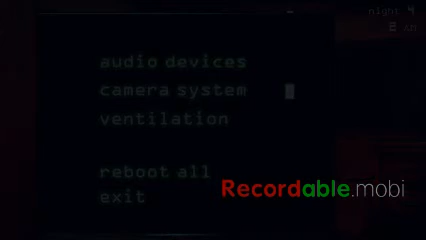 night 4
audio devices
camera system
ventilation
reboot all
Recordable.mobi
exit